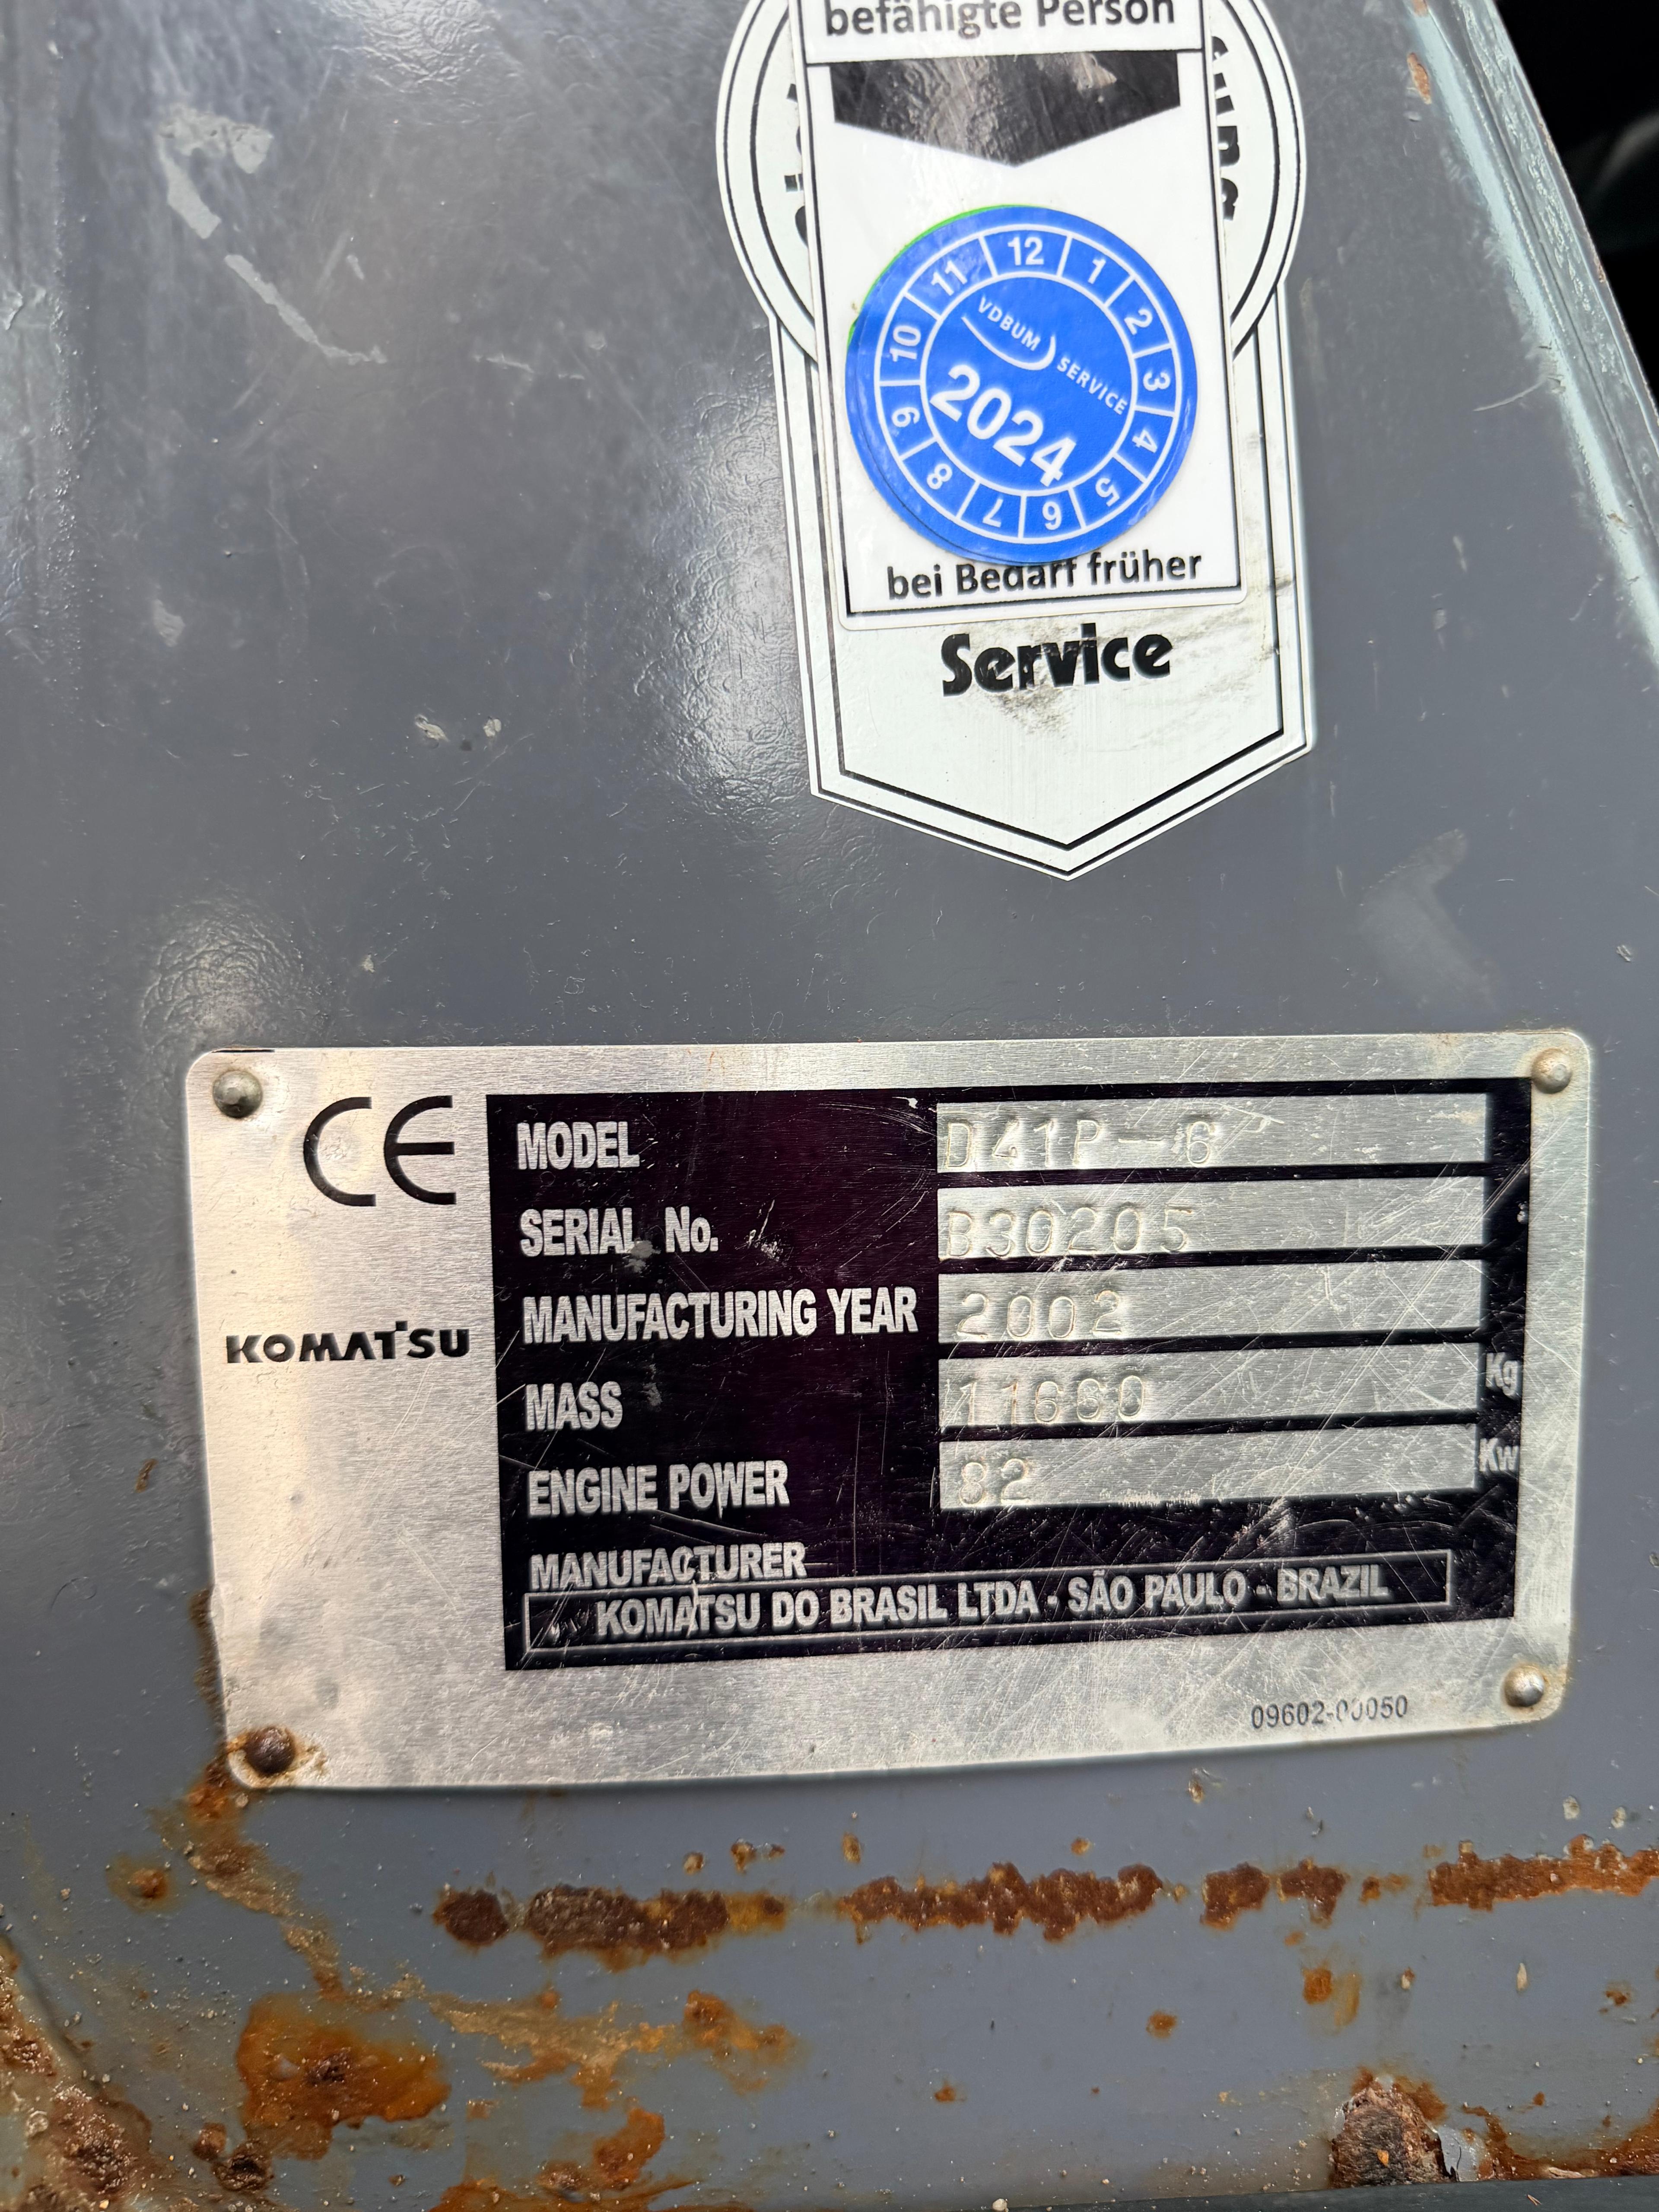 befähigte Person
12
1
2
3
4
5
6
7
8
9
10
11
VDBUM SERVICE
2024
bei Bedarf früher
Service
CE
KOMATSU
MODEL D41P-6
SERIAL No. B30205
MANUFACTURING YEAR 2002
MASS 11660 Kg
ENGINE POWER 82 Kw
MANUFACTURER
KOMATSU DO BRASIL LTDA - SÃO PAULO - BRAZIL
09602-00050